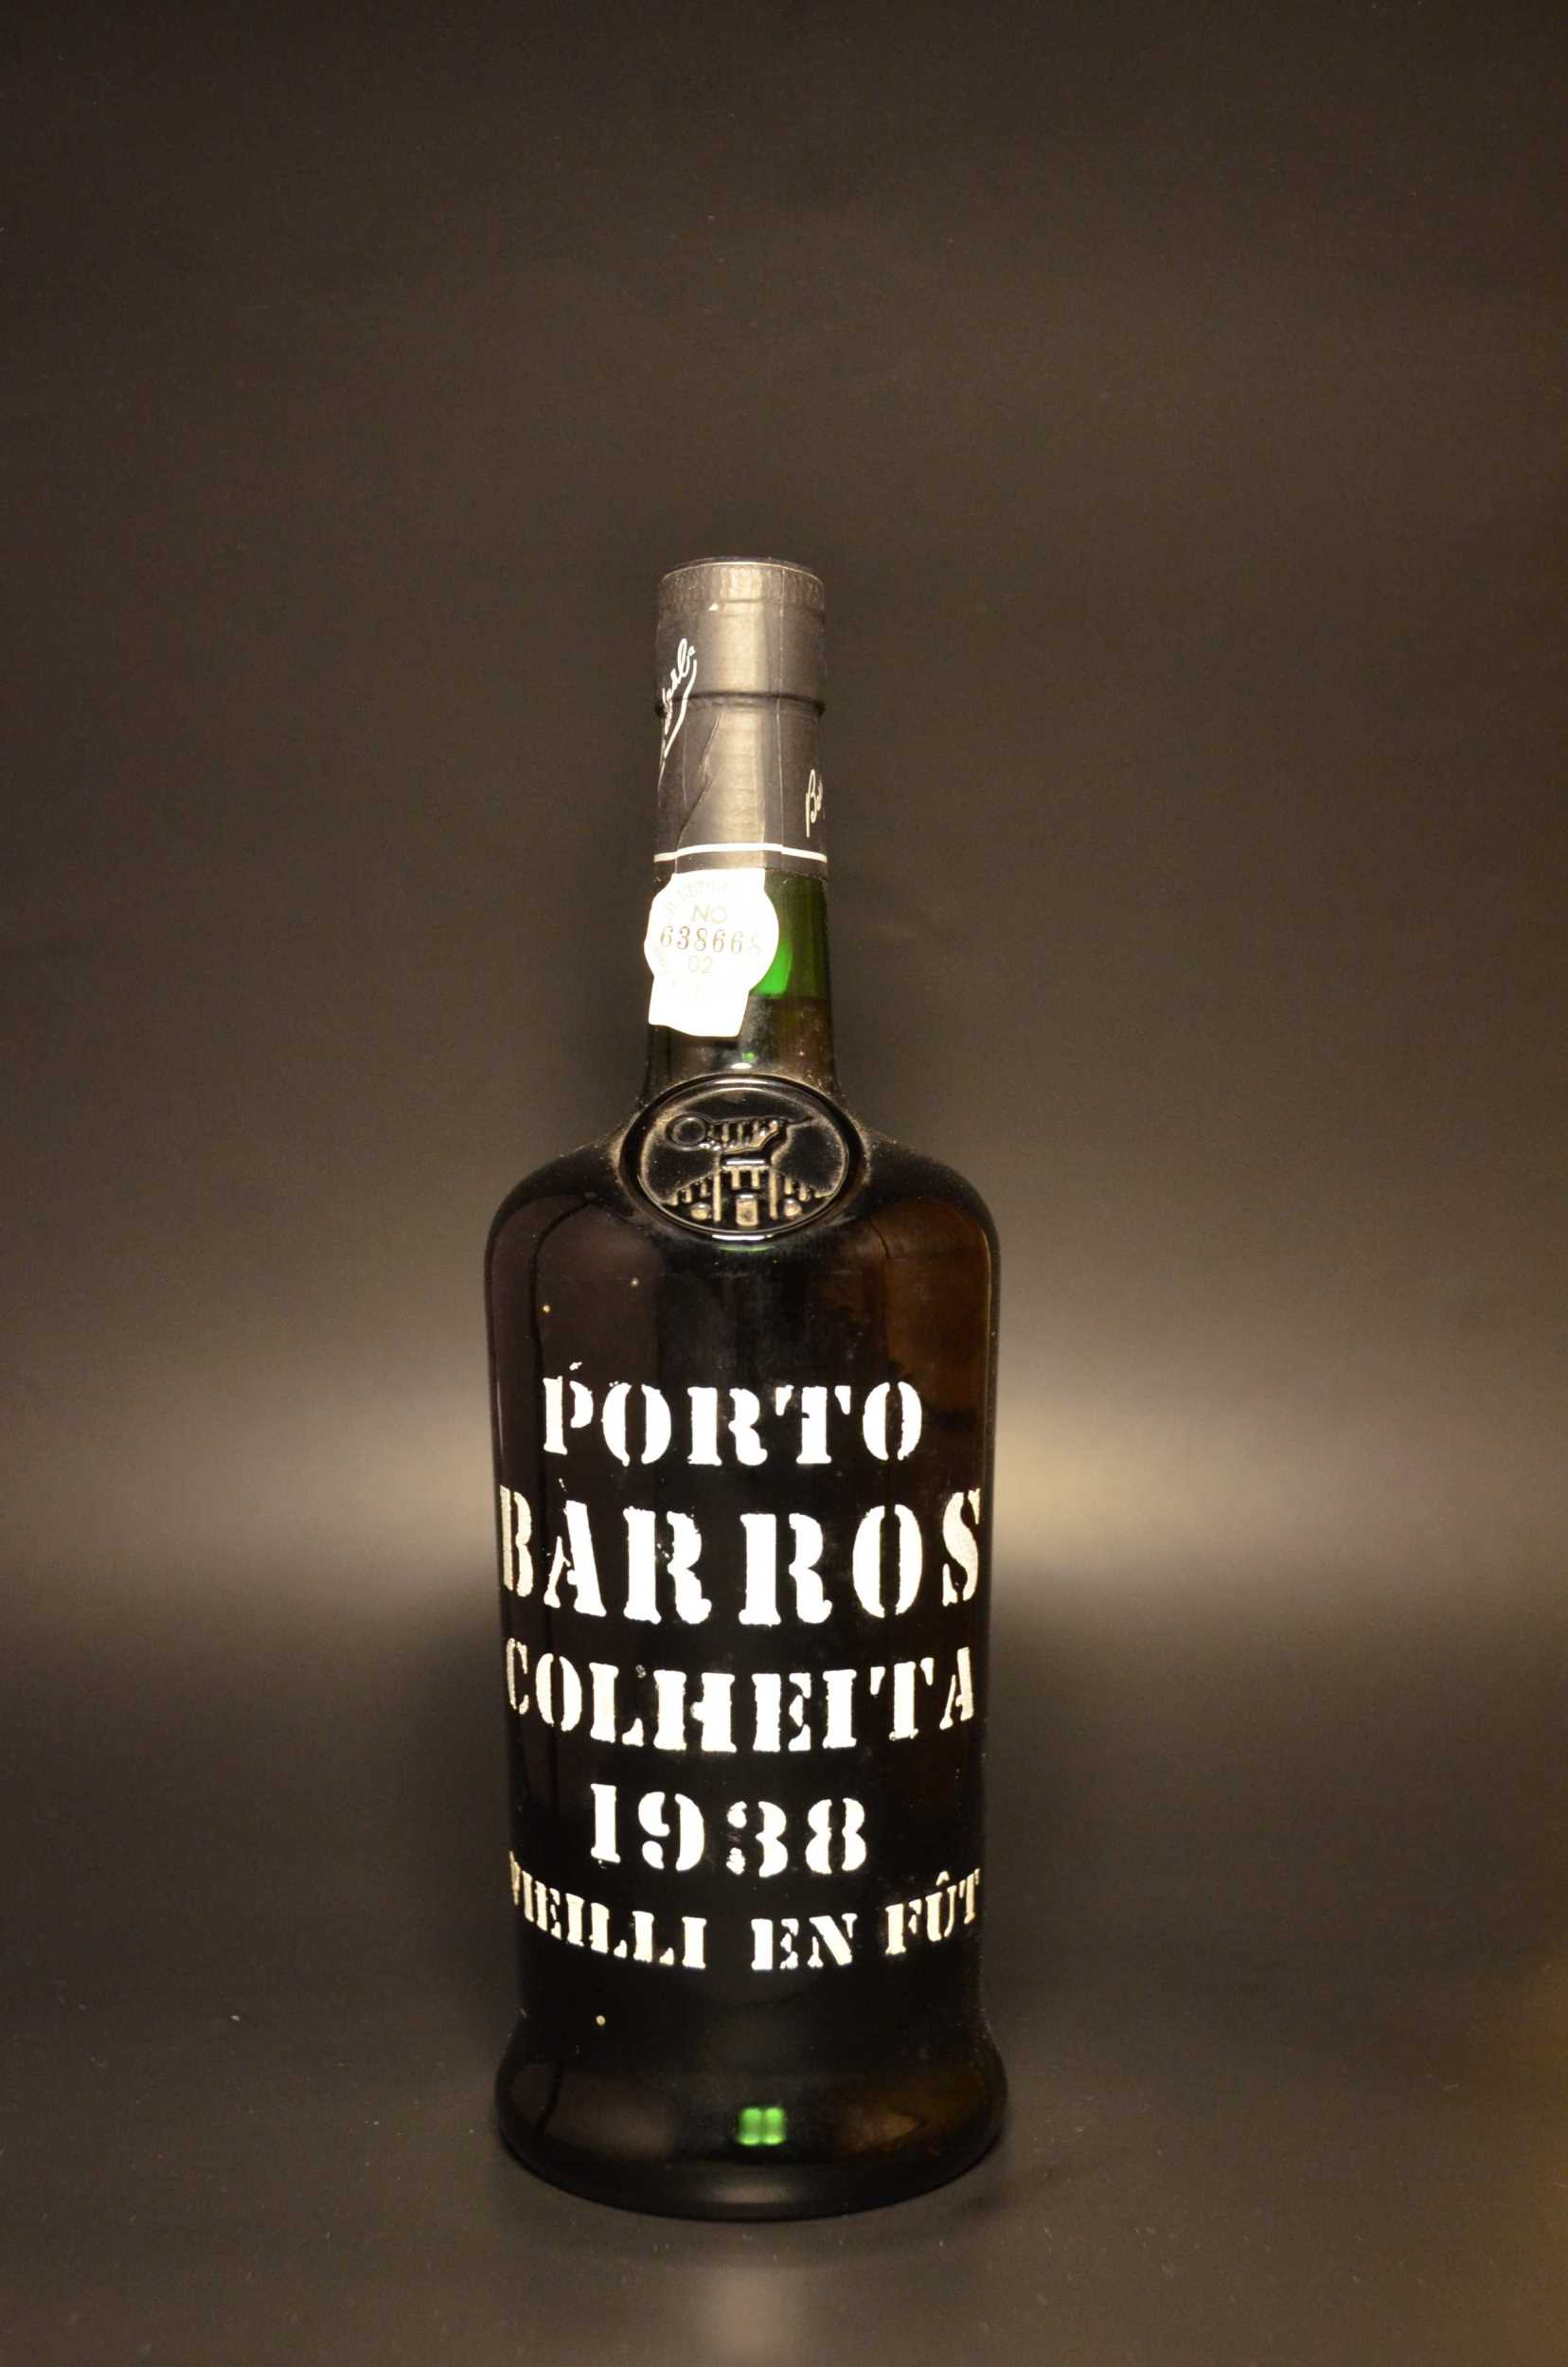 NO
638668
02
PORTO
BARROS
COLHEITA
1938
VIEILLI EN FÛT